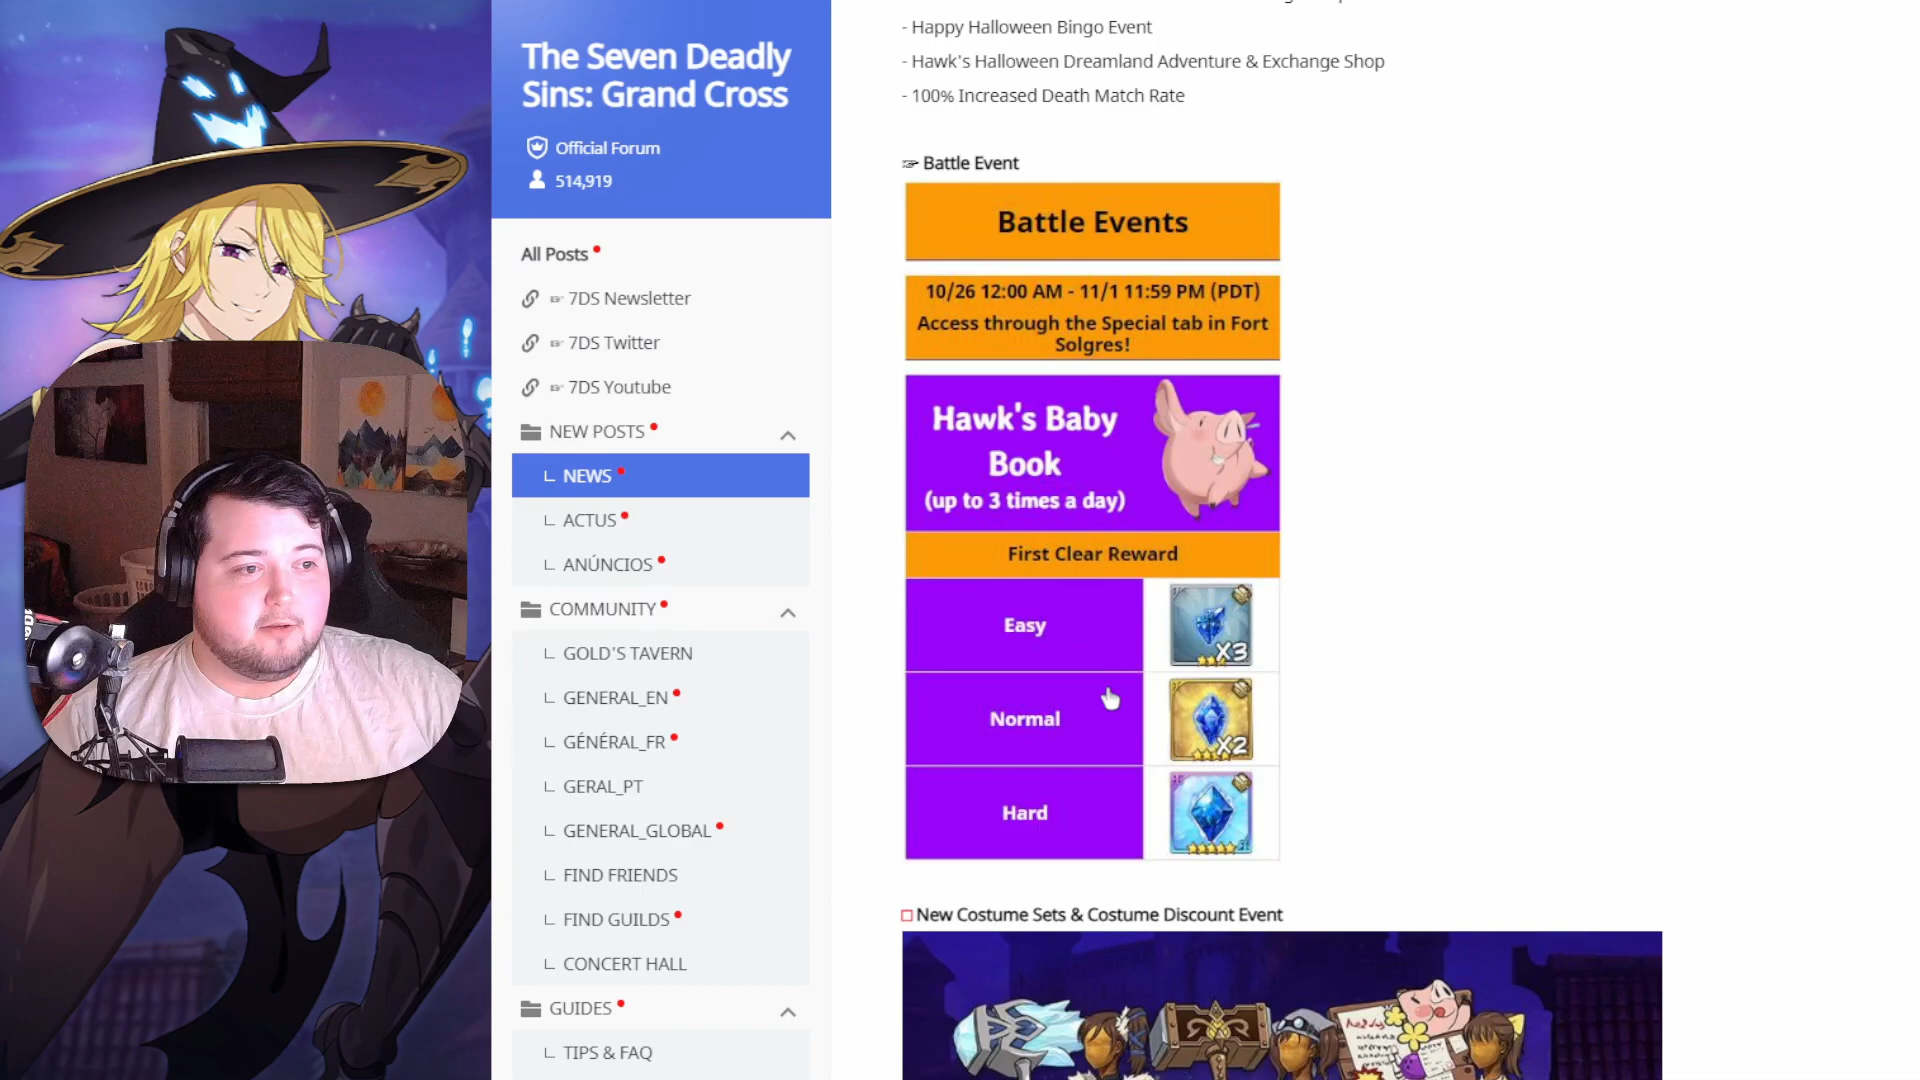 The Seven Deadly
Sins: Grand Cross
Official Forum
514,919
All Posts
☞ 7DS Newsletter
☞ 7DS Twitter
☞ 7DS Youtube
NEW POSTS
NEWS
ACTUS
ANÚNCIOS
COMMUNITY
GOLD'S TAVERN
GENERAL_EN
GÉNÉRAL_FR
GERAL_PT
GENERAL_GLOBAL
FIND FRIENDS
FIND GUILDS
CONCERT HALL
GUIDES
TIPS & FAQ
- Happy Halloween Bingo Event
- Hawk's Halloween Dreamland Adventure & Exchange Shop
- 100% Increased Death Match Rate
☞ Battle Event
Battle Events
10/26 12:00 AM - 11/1 11:59 PM (PDT)
Access through the Special tab in Fort
Solgres!
Hawk's Baby
Book
(up to 3 times a day)
First Clear Reward
Easy
X3
Normal
X2
Hard
New Costume Sets & Costume Discount Event